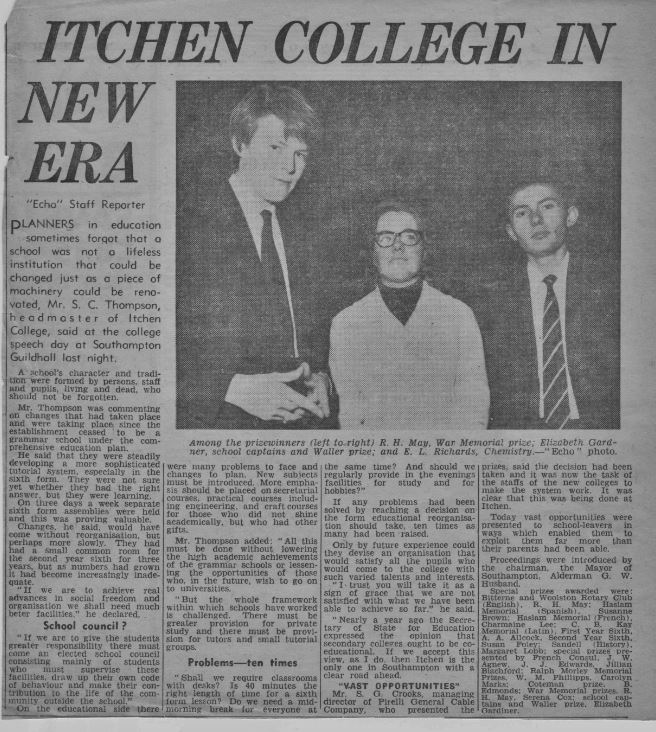 ITCHEN COLLEGE IN
NEW
ERA
"Echo" Staff Reporter
PLANNERS in education
sometimes forgot that a
school was not a lifeless
institution that could be
changed just as a piece of
machinery could be reno-
vated, Mr. S. C. Thompson,
headmaster of Itchen
College, said at the college
speech day at Southampton
Guildhall last night.
A school's character and tradi-
tion were formed by persons, staff
and pupils, living and dead, who
should not be forgotten.
Mr. Thompson was commenting
on changes that had taken place
and were taking place since the
establishment ceased to be a
grammar school under the com-
prehensive education plan.
He said that they were steadily
developing a more sophisticated
tutorial system, especially in the
sixth form. They were not sure
yet whether they had the right
answer, but they were learning.
On three days a week separate
sixth form assemblies were held
and this was proving valuable.
Changes, he said, would have
come without reorganisation, but
perhaps more slowly. They had
had a small common room for
the second year sixth for three
years, but as numbers had grown
it had become increasingly inade-
quate.
"If we are to achieve real
advances in social freedom and
organisation we shall need much
better facilities," he declared.
School council?
"If we are to give the students
greater responsibility there must
come an elected school council
consisting mainly of students
who must supervise these
facilities, draw up their own code
of behaviour and make their con-
tribution to the life of the com-
munity outside the school."
On the educational side there
Among the prizewinners (left to right) R. H. May, War Memorial prize; Elizabeth Gard-
ner, school captains and Waller prize; and E. L. Richards, Chemistry.—"Echo" photo.
were many problems to face and
changes to plan. New subjects
must be introduced. More empha-
sis should be placed on secretarial
courses, practical courses includ-
ing engineering, and craft courses
for those who did not shine
academically, but who had other
gifts.
Mr. Thompson added: "All this
must be done without lowering
the high academic achievements
of the grammar schools or lessen-
ing the opportunities of those
who, in the future, wish to go on
to universities.
"But the whole framework
within which schools have worked
is challenged. There must be
greater provision for private
study and there must be provi-
sion for tutors and small tutorial
groups.
Problems—ten times
"Shall we require classrooms
with desks? Is 40 minutes the
right length of time for a sixth
form lesson? Do we need a mid-
morning break for everyone at
the same time? And should we
regularly provide in the evenings
facilities for study and for
hobbies?"
If any problems had been
solved by reaching a decision on
the form educational reorganisa-
tion should take, ten times as
many had been raised.
Only by future experience could
they devise an organisation that
would satisfy all the pupils who
would come to the college with
such varied talents and interests.
"I trust you will take it as a
sign of grace that we are not
satisfied with what we have been
able to achieve so far," he said.
"Nearly a year ago the Secre-
tary of State for Education
expressed the opinion that
secondary colleges ought to be co-
educational. If we accept this
view, as I do, then Itchen is the
only one in Southampton with a
clear road ahead.
"VAST OPPORTUNITIES"
Mr. S. G. Crooks, managing
director of Pirelli General Cable
Company, who presented the
prizes, said the decision had been
taken and it was now the task of
the staffs of the new colleges to
make the system work. It was
clear that this was being done at
Itchen.
Today vast opportunities were
presented to school-leavers in
ways which enabled them to
exploit them far more than
their parents had been able.
Proceedings were introduced by
the chairman, the Mayor of
Southampton, Alderman G. W.
Husband.
Special prizes awarded were:
Bitterne and Woolston Rotary Club
(English), R. H. May; Haslem
Memorial (Spanish), Susanne
Brown; Haslem Memorial (French),
Charmaine Lee; C. B. Kay
Memorial (Latin), First Year Sixth,
A. A. Allcock, Second Year Sixth,
Susan Foley; Sandell (History),
Margaret Lobb; special prizes pre-
sented by French Consul, J. W.
Agnew, D. J. Edwards, Jillian
Blachford; Ralph Morley Memorial
Prizes, W. M. Phillipps, Carolyn
Marks; Coteman prize, B.
Edmonds; War Memorial prizes, R.
H. May, Serena Cox; school cap-
tains and Waller prize, Elizabeth
Gardiner.